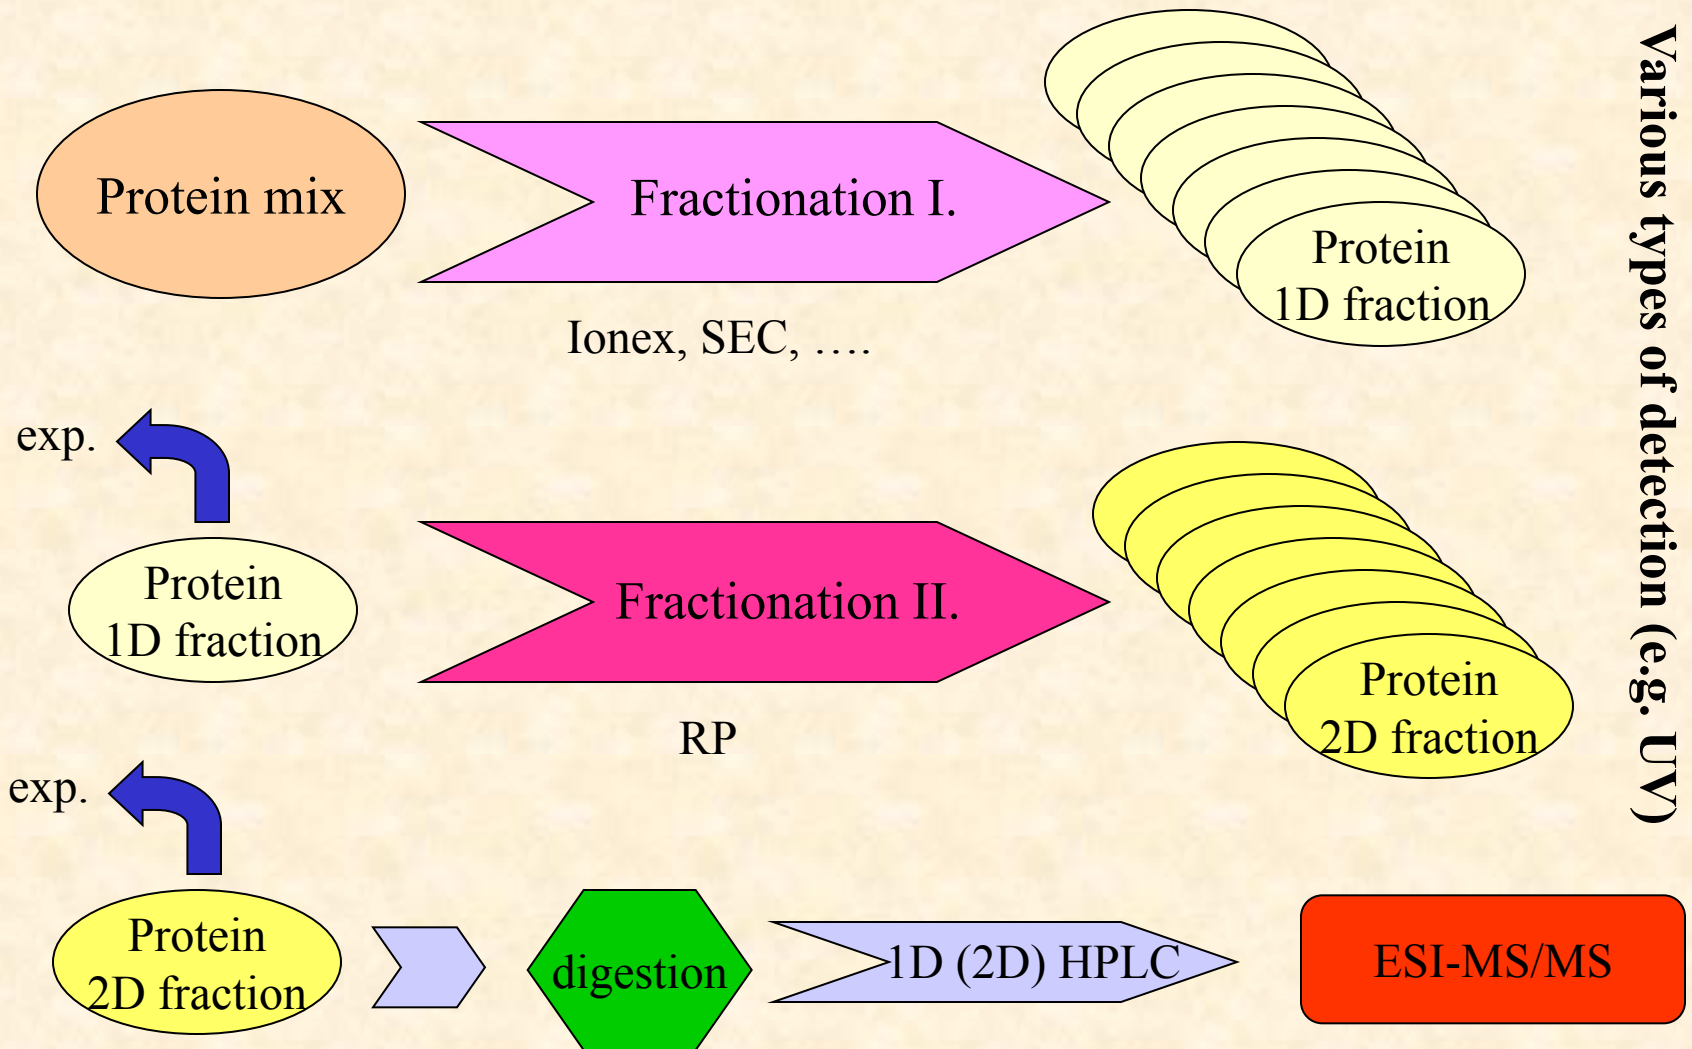 Protein mix
Fractionation I.
Protein
1D fraction
Ionex, SEC, ....
Various types of detection (e.g. UV)
exp.
Protein
1D fraction
Fractionation II.
RP
Protein
2D fraction
exp.
Protein
2D fraction
digestion
1D (2D) HPLC
ESI-MS/MS